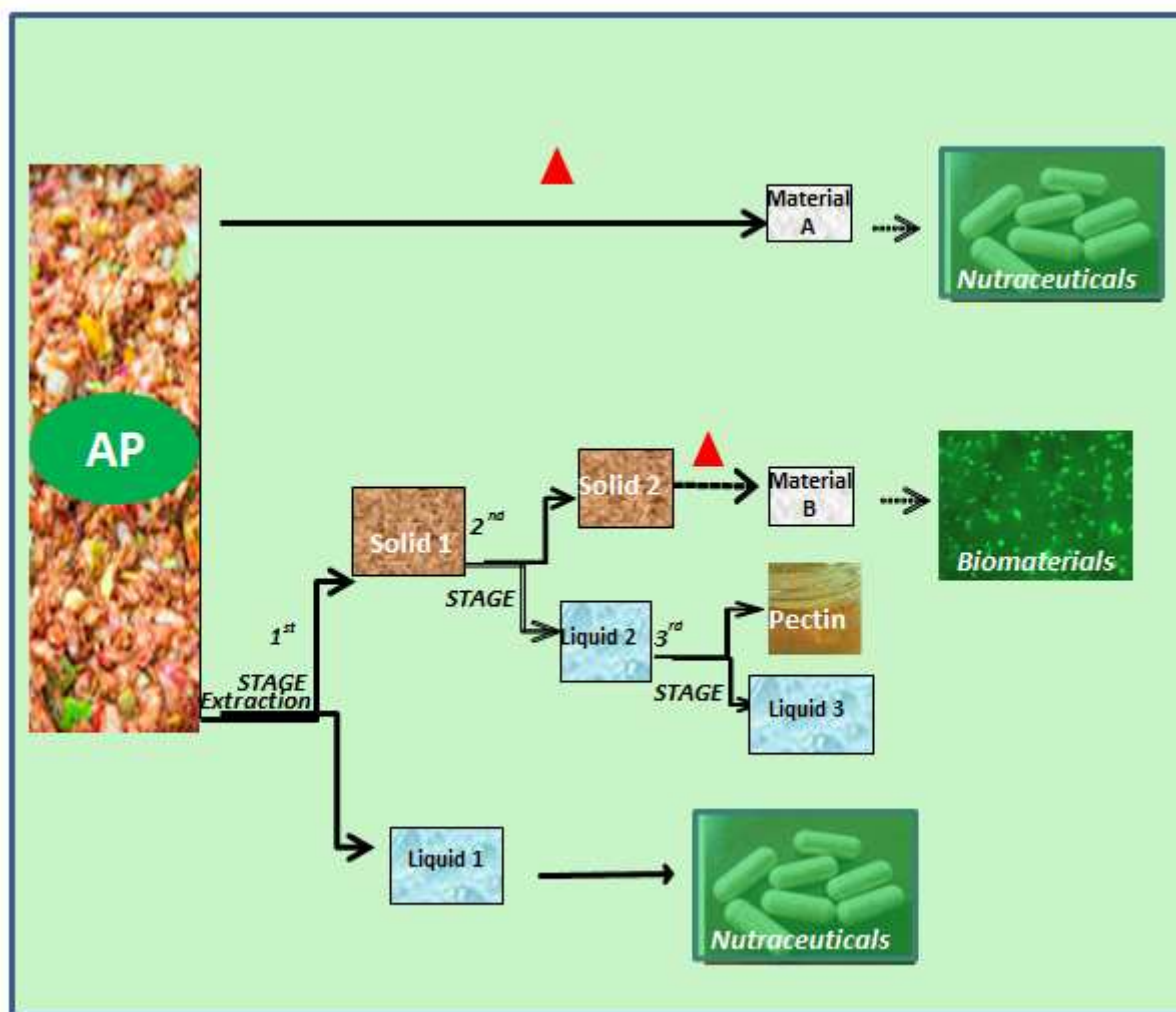 Material
A
Nutraceuticals
AP
Solid 1
2nd
STAGE
Solid 2
Material
B
Biomaterials
1st
STAGE
Extraction
Liquid 2
3rd
STAGE
Pectin
Liquid 3
Liquid 1
Nutraceuticals